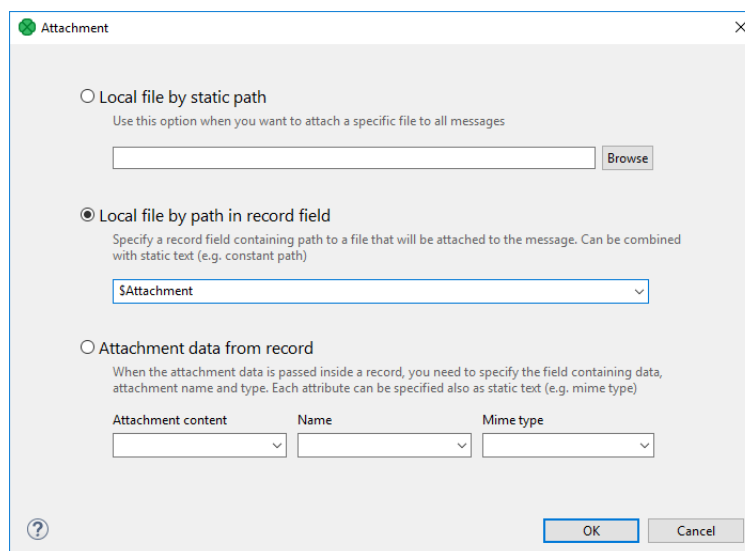 Attachment
Local file by static path
Use this option when you want to attach a specific file to all messages
Browse
Local file by path in record field
Specify a record field containing path to a file that will be attached to the message. Can be combined
with static text (e.g. constant path)
$Attachment
Attachment data from record
When the attachment data is passed inside a record, you need to specify the field containing data,
attachment name and type. Each attribute can be specified also as static text (e.g. mime type)
Attachment content Name Mime type
? OK Cancel